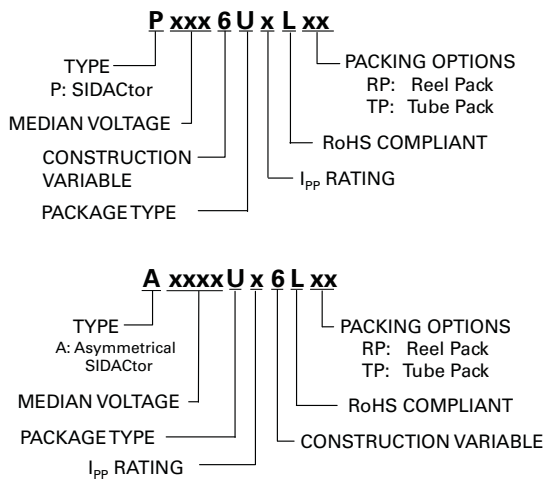 P xxx 6 U x L xx
TYPE
P: SIDACtor
MEDIAN VOLTAGE
CONSTRUCTION
VARIABLE
PACKAGE TYPE
PACKING OPTIONS
RP: Reel Pack
TP: Tube Pack
RoHS COMPLIANT
IPP RATING
A xxxx U x 6 L xx
TYPE
A: Asymmetrical
SIDACtor
MEDIAN VOLTAGE
PACKAGE TYPE
IPP RATING
PACKING OPTIONS
RP: Reel Pack
TP: Tube Pack
RoHS COMPLIANT
CONSTRUCTION VARIABLE